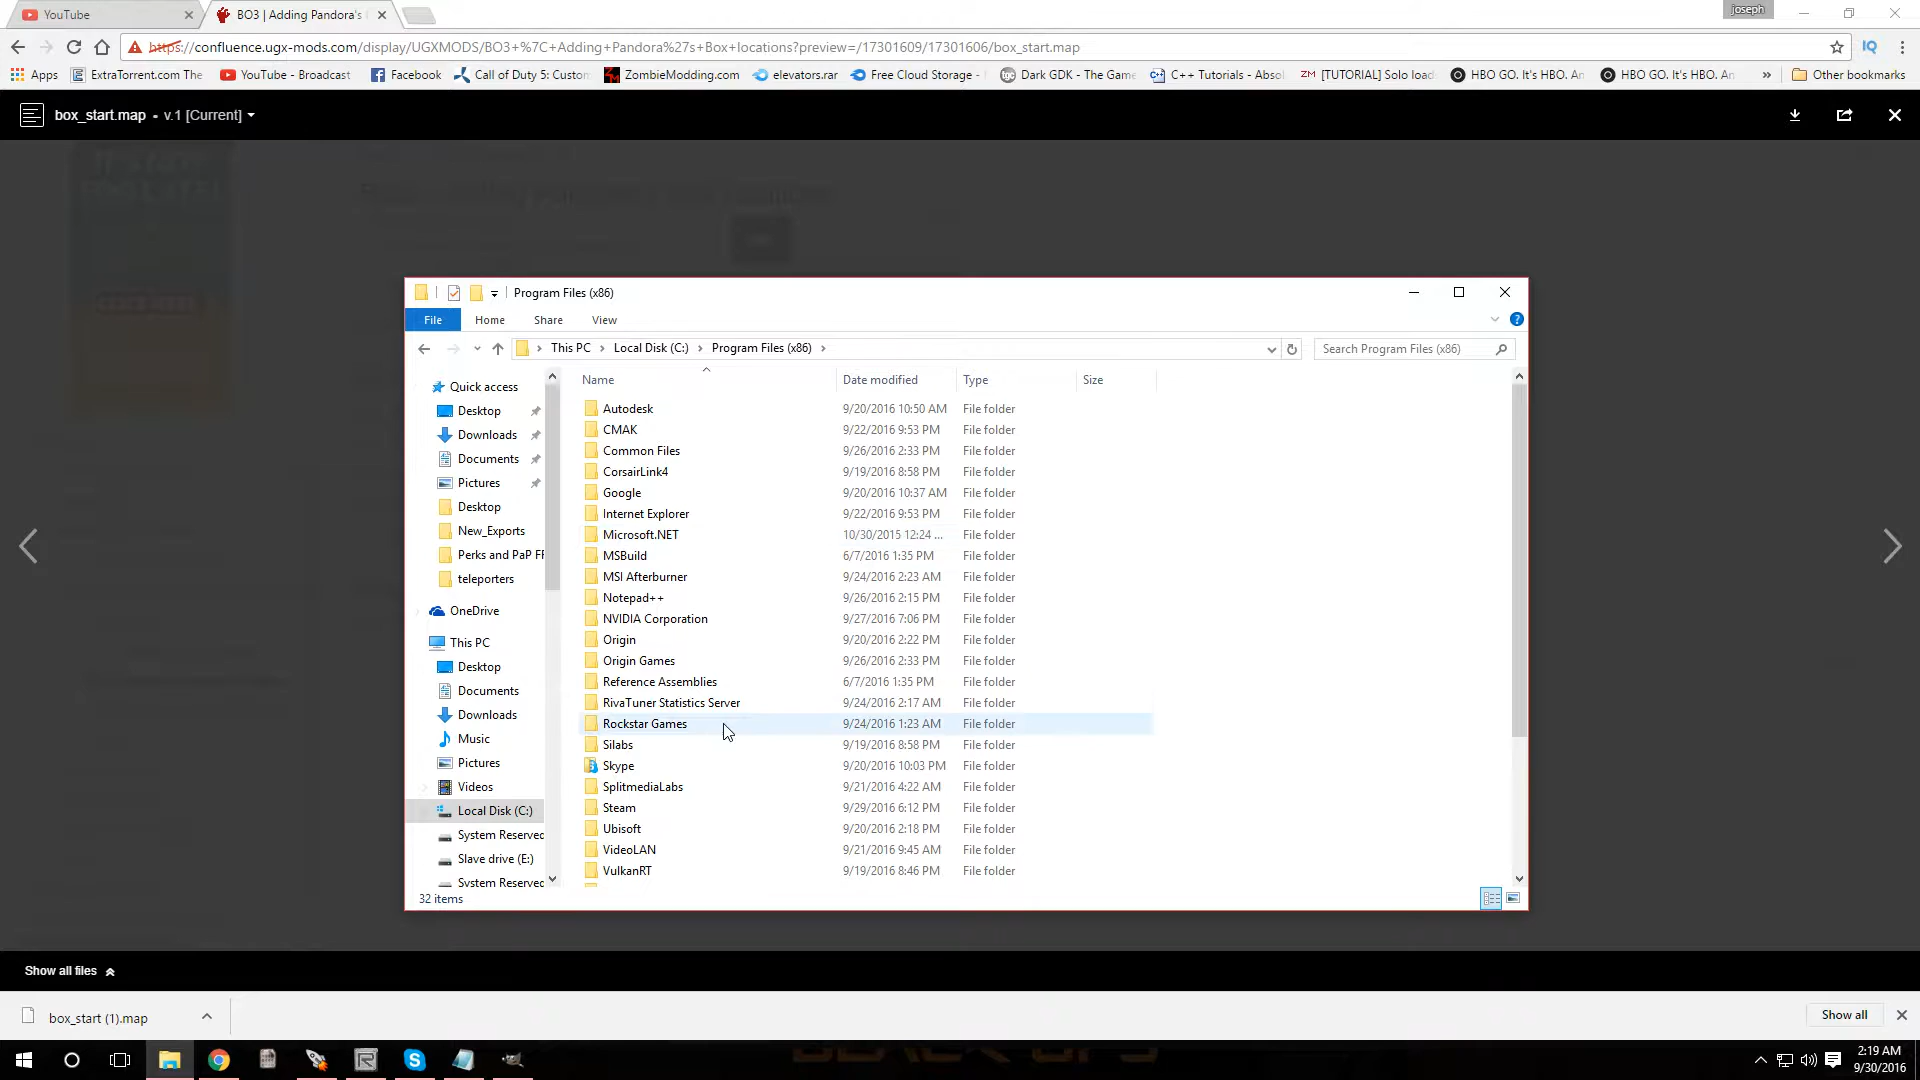 YouTube
BO3 | Adding Pandora's
joseph
https://confluence.ugx-mods.com/display/UGXMODS/BO3+%7C+Adding+Pandora%27s+Box+locations?preview=/17301609/17301606/box_start.map
Apps
ExtraTorrent.com The
YouTube - Broadcast
Facebook
Call of Duty 5: Custom
ZombieModding.com
elevators.rar
Free Cloud Storage -
Dark GDK - The Game
C++ Tutorials - Absol
[TUTORIAL] Solo load
HBO GO. It's HBO. An
HBO GO. It's HBO. An
»
Other bookmarks
box_start.map - v.1 [Current]
Program Files (x86)
File
Home
Share
View
This PC > Local Disk (C:) > Program Files (x86) >
Search Program Files (x86)
Name
Date modified
Type
Size
Quick access
Desktop
Downloads
Documents
Pictures
Desktop
New_Exports
Perks and PaP FF
teleporters
OneDrive
This PC
Desktop
Documents
Downloads
Music
Pictures
Videos
Local Disk (C:)
System Reserved
Slave drive (E:)
System Reserved
Autodesk 9/20/2016 10:50 AM File folder
CMAK 9/22/2016 9:53 PM File folder
Common Files 9/26/2016 2:33 PM File folder
CorsairLink4 9/19/2016 8:58 PM File folder
Google 9/20/2016 10:37 AM File folder
Internet Explorer 9/22/2016 9:53 PM File folder
Microsoft.NET 10/30/2015 12:24 ... File folder
MSBuild 6/7/2016 1:35 PM File folder
MSI Afterburner 9/24/2016 2:23 AM File folder
Notepad++ 9/26/2016 2:15 PM File folder
NVIDIA Corporation 9/27/2016 7:06 PM File folder
Origin 9/20/2016 2:22 PM File folder
Origin Games 9/26/2016 2:33 PM File folder
Reference Assemblies 6/7/2016 1:35 PM File folder
RivaTuner Statistics Server 9/24/2016 2:17 AM File folder
Rockstar Games 9/24/2016 1:23 AM File folder
Silabs 9/19/2016 8:58 PM File folder
Skype 9/20/2016 10:03 PM File folder
SplitmediaLabs 9/21/2016 4:22 AM File folder
Steam 9/29/2016 6:12 PM File folder
Ubisoft 9/20/2016 2:18 PM File folder
VideoLAN 9/21/2016 9:45 AM File folder
VulkanRT 9/19/2016 8:46 PM File folder
32 items
Show all files
box_start (1).map
Show all
2:19 AM
9/30/2016